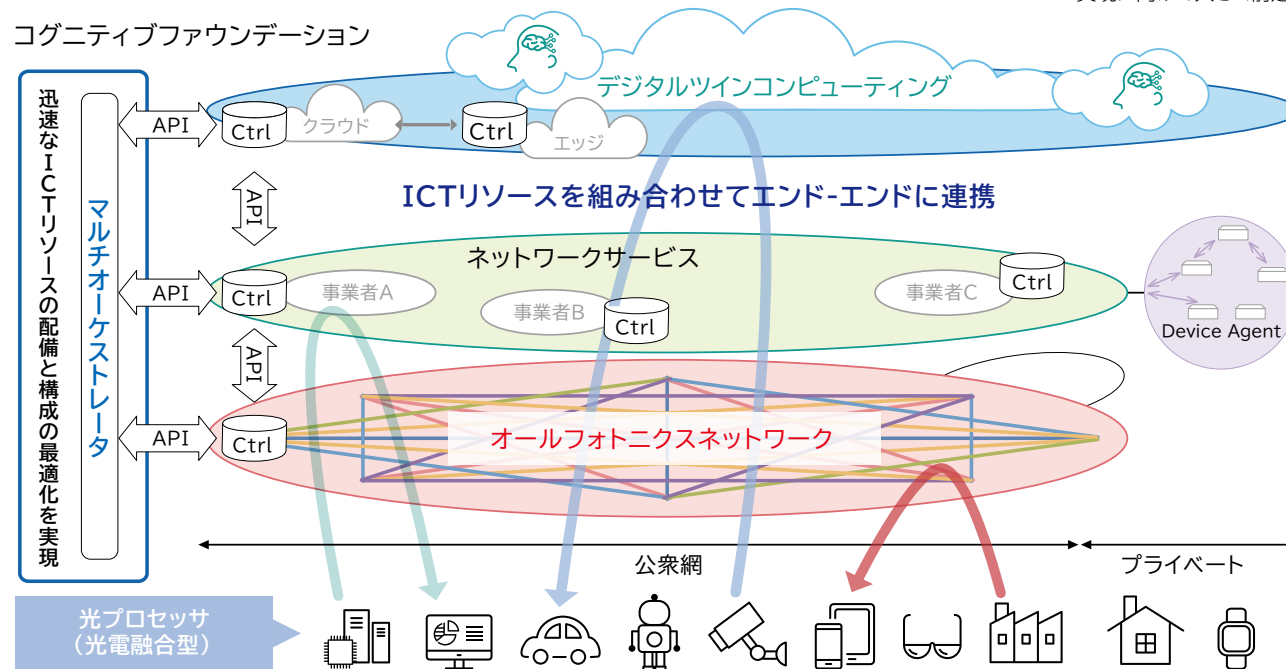 コグニティブファウンデーション
迅速なICTリソースの配備と構成の最適化を実現
マルチオーケストレータ
API
Ctrl
クラウド
Ctrl
エッジ
デジタルツインコンピューティング
API
ICTリソースを組み合わせてエンド-エンドに連携
ネットワークサービス
API
Ctrl
事業者A
事業者B
Ctrl
事業者C
Ctrl
Device Agent
API
API
Ctrl
オールフォトニクスネットワーク
公衆網
プライベート
光プロセッサ
（光電融合型）